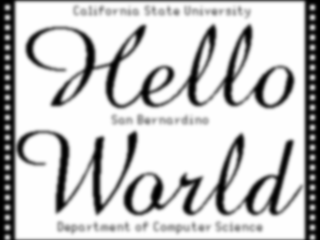 California State University
Hello
San Bernardino
World
Department of Computer Science